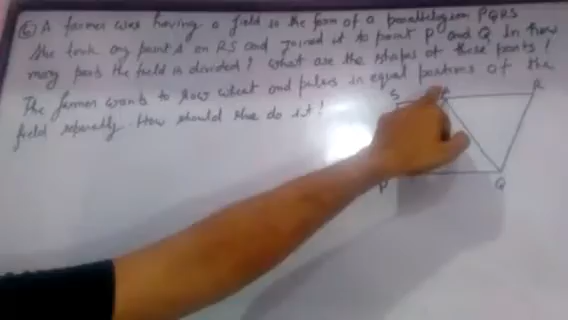 ⑥ A farmer was having a field in the form of a parallelogram PQRS
She took any point A on RS and joined it to point P and Q In how
many parts the field is divided? What are the shapes of these parts?
The farmer wants to sow wheat and pulses in equal portions of the
field separately. How should she do it?
S R
P Q